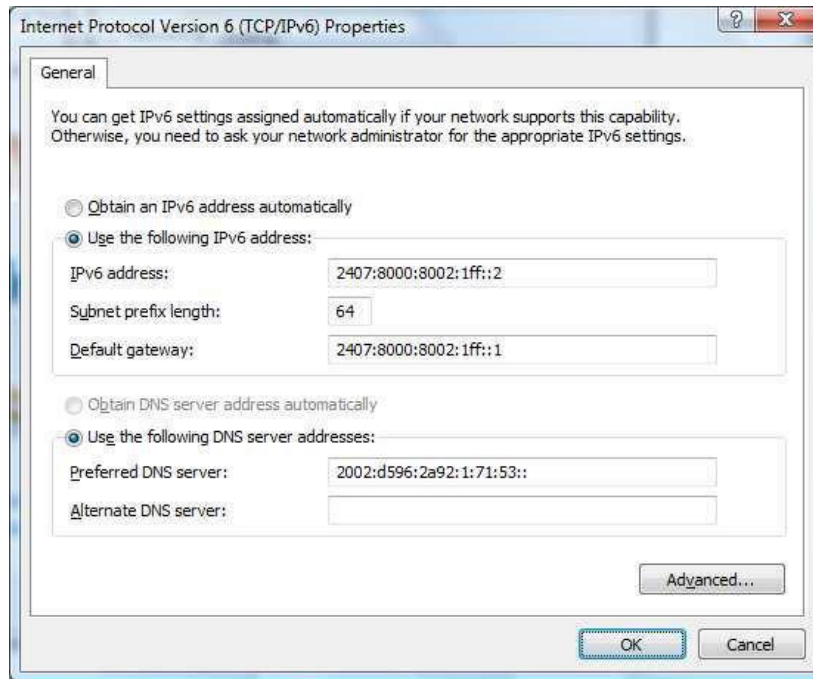 Internet Protocol Version 6 (TCP/IPv6) Properties
General
You can get IPv6 settings assigned automatically if your network supports this capability.
Otherwise, you need to ask your network administrator for the appropriate IPv6 settings.
Obtain an IPv6 address automatically
Use the following IPv6 address:
IPv6 address: 2407:8000:8002:1ff::2
Subnet prefix length: 64
Default gateway: 2407:8000:8002:1ff::1
Obtain DNS server address automatically
Use the following DNS server addresses:
Preferred DNS server: 2002:d596:2a92:1:71:53::
Alternate DNS server:
Advanced...
OK Cancel